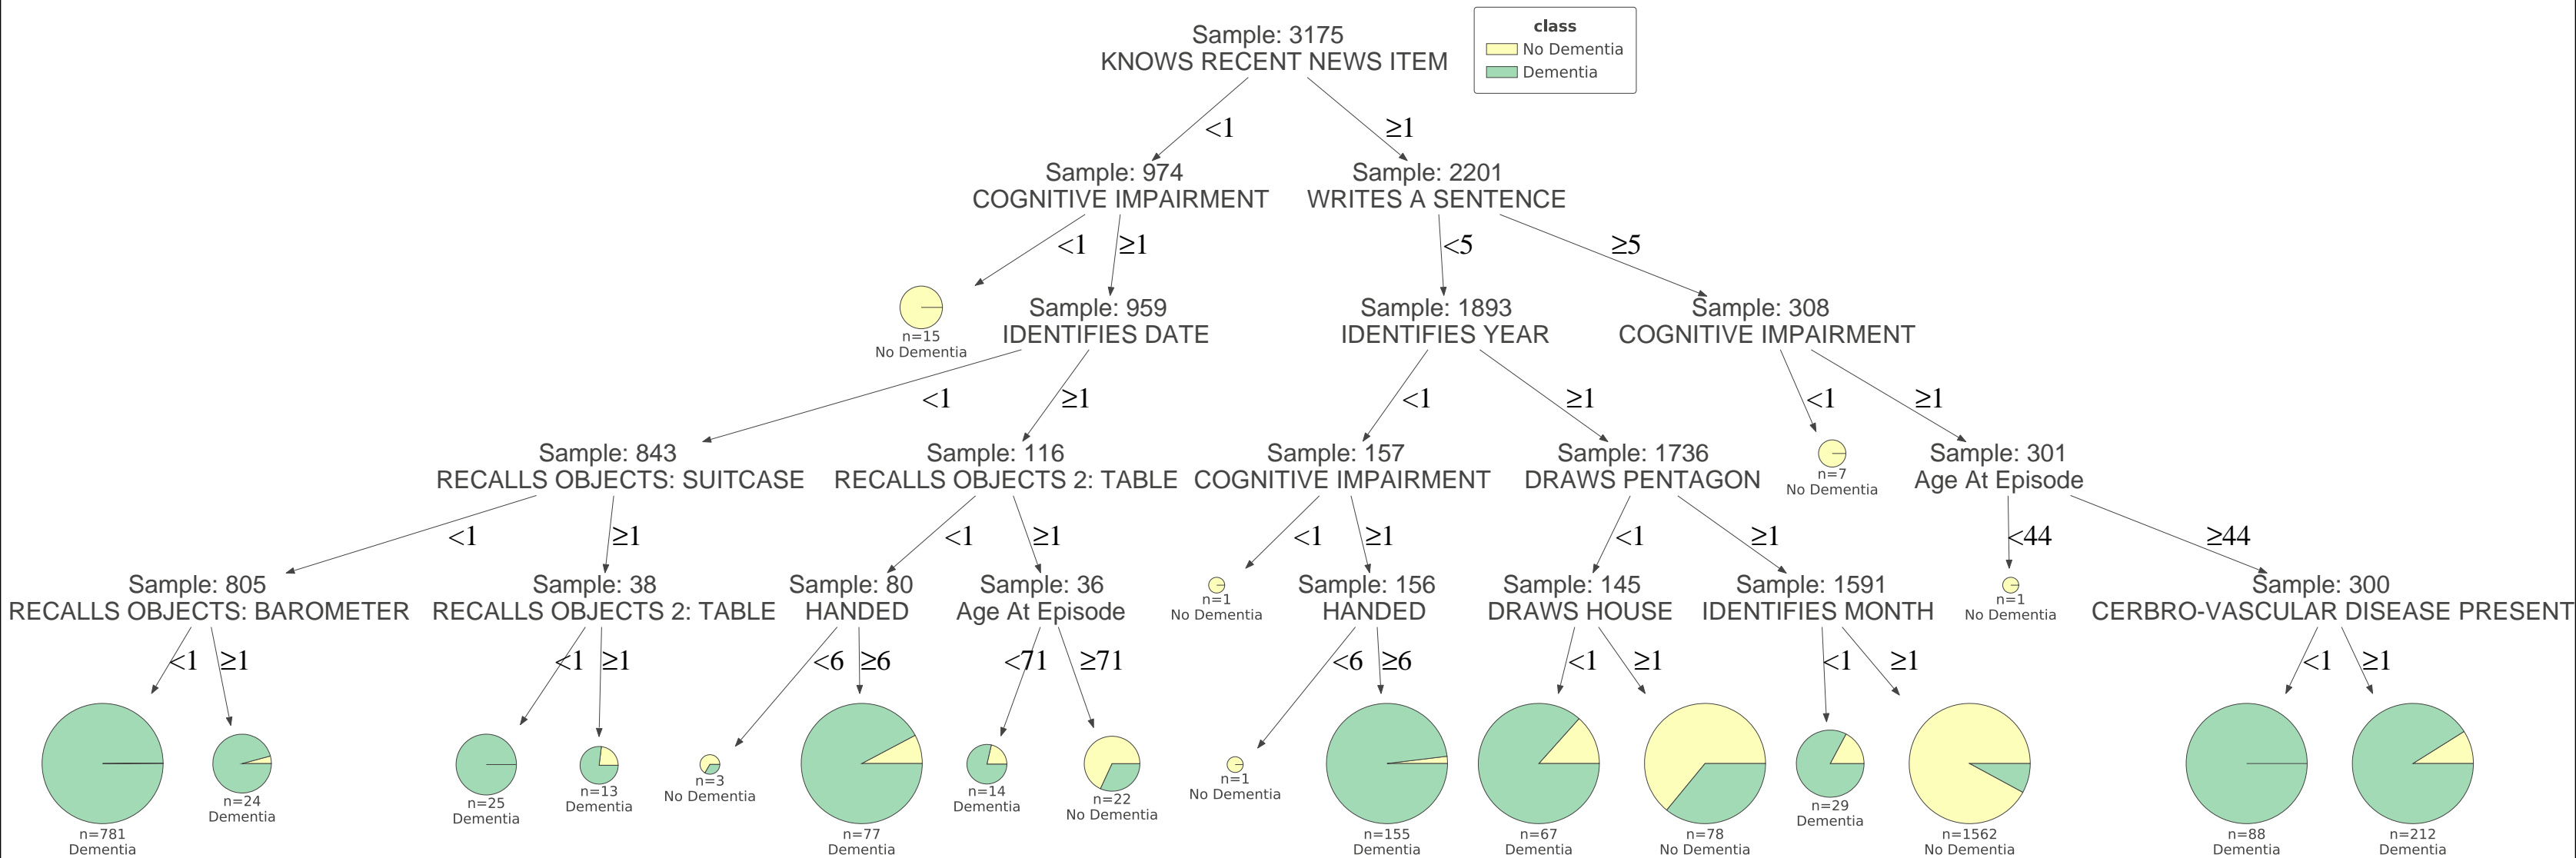 Sample: 3175
KNOWS RECENT NEWS ITEM
class
No Dementia
Dementia
<1
≥1
Sample: 974
COGNITIVE IMPAIRMENT
Sample: 2201
WRITES A SENTENCE
<1
≥1
<5
≥5
n=15
No Dementia
Sample: 959
IDENTIFIES DATE
Sample: 1893
IDENTIFIES YEAR
Sample: 308
COGNITIVE IMPAIRMENT
<1
≥1
<1
≥1
<1
≥1
Sample: 843
RECALLS OBJECTS: SUITCASE
Sample: 116
RECALLS OBJECTS 2: TABLE
Sample: 157
COGNITIVE IMPAIRMENT
Sample: 1736
DRAWS PENTAGON
n=7
No Dementia
Sample: 301
Age At Episode
<1
≥1
<1
≥1
<1
≥1
<1
≥1
<44
≥44
Sample: 805
RECALLS OBJECTS: BAROMETER
Sample: 38
RECALLS OBJECTS 2: TABLE
Sample: 80
HANDED
Sample: 36
Age At Episode
n=1
No Dementia
Sample: 156
HANDED
Sample: 145
DRAWS HOUSE
Sample: 1591
IDENTIFIES MONTH
n=1
No Dementia
Sample: 300
CERBRO-VASCULAR DISEASE PRESENT
<1
≥1
<1
≥1
<6
≥6
<71
≥71
<6
≥6
<1
≥1
<1
≥1
<1
≥1
n=781
Dementia
n=24
Dementia
n=25
Dementia
n=13
Dementia
n=3
No Dementia
n=77
Dementia
n=14
Dementia
n=22
No Dementia
n=1
No Dementia
n=155
Dementia
n=67
Dementia
n=78
No Dementia
n=29
Dementia
n=1562
No Dementia
n=88
Dementia
n=212
Dementia